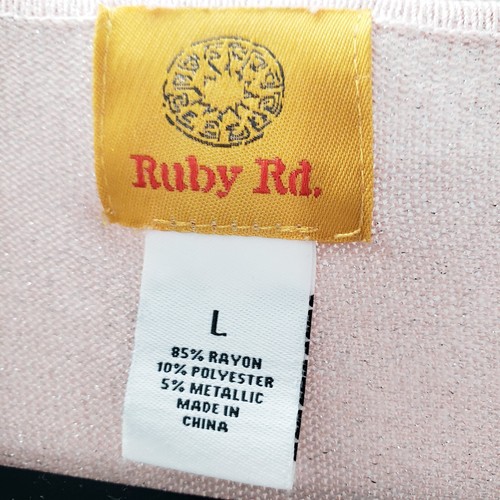 Ruby Rd.
L
85% RAYON
10% POLYESTER
5% METALLIC
MADE IN
CHINA